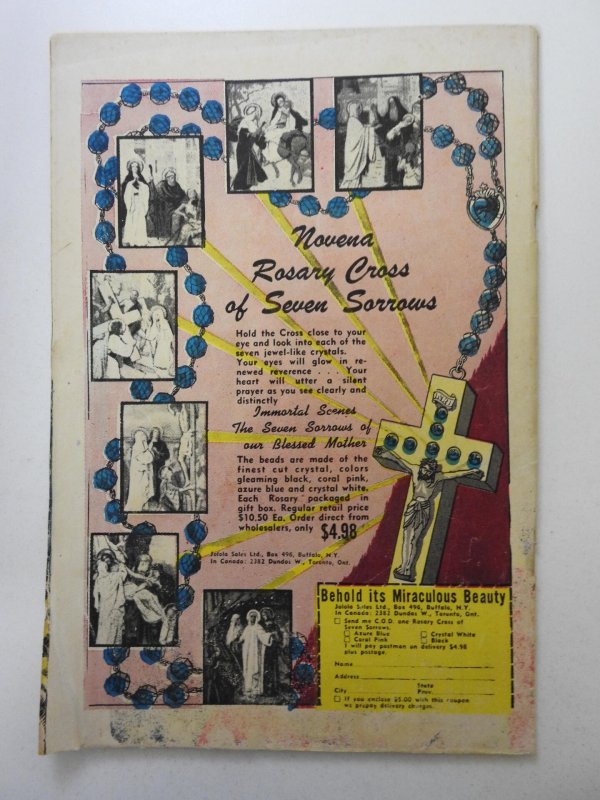 Novena
Rosary Cross
of Seven Sorrows
Hold the Cross close to your
eye and look into each of the
seven jewel-like crystals.
Your eyes will glow in re-
newed reverence . . . Your
heart will utter a silent
prayer as you see clearly and
distinctly
Immortal Scenes
The Seven Sorrows of
our Blessed Mother
The beads are made of the
finest cut crystal, colors
gleaming black, coral pink,
azure blue and crystal white.
Each Rosary packaged in
gift box. Regular retail price
$10.50 Ea. Order direct from
wholesalers, only $4.98
Jolola Sales Ltd., Box 496, Buffalo, N.Y.
In Canada: 2382 Dundas W., Toronto, Ont.
Behold its Miraculous Beauty
Jolola Sales Ltd., Box 496, Buffalo, N.Y.
In Canada: 2382 Dundas W., Toronto, Ont.
Send me C.O.D. one Rosary Cross of
Seven Sorrows.
Azure Blue Crystal White
Coral Pink Black
I will pay postman on delivery $4.98
plus postage.
Name
Address
State
City Prov.
If you enclose $5.00 with this coupon
we prepay delivery charges.